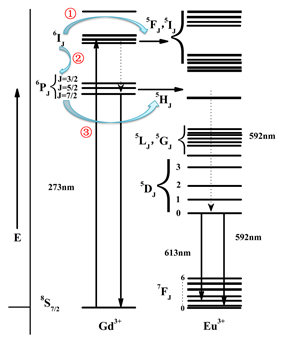 ①
⁵F_J, ⁵I_J
⁶I_J
②
⁶P_J
J=3/2
J=5/2
J=7/2
⁵H_J
③
⁵L_J, ⁵G_J
592nm
3
⁵D_J
2
1
0
273nm
E
613nm
592nm
⁷F_J
6
0
⁸S_7/2
Gd³⁺
Eu³⁺